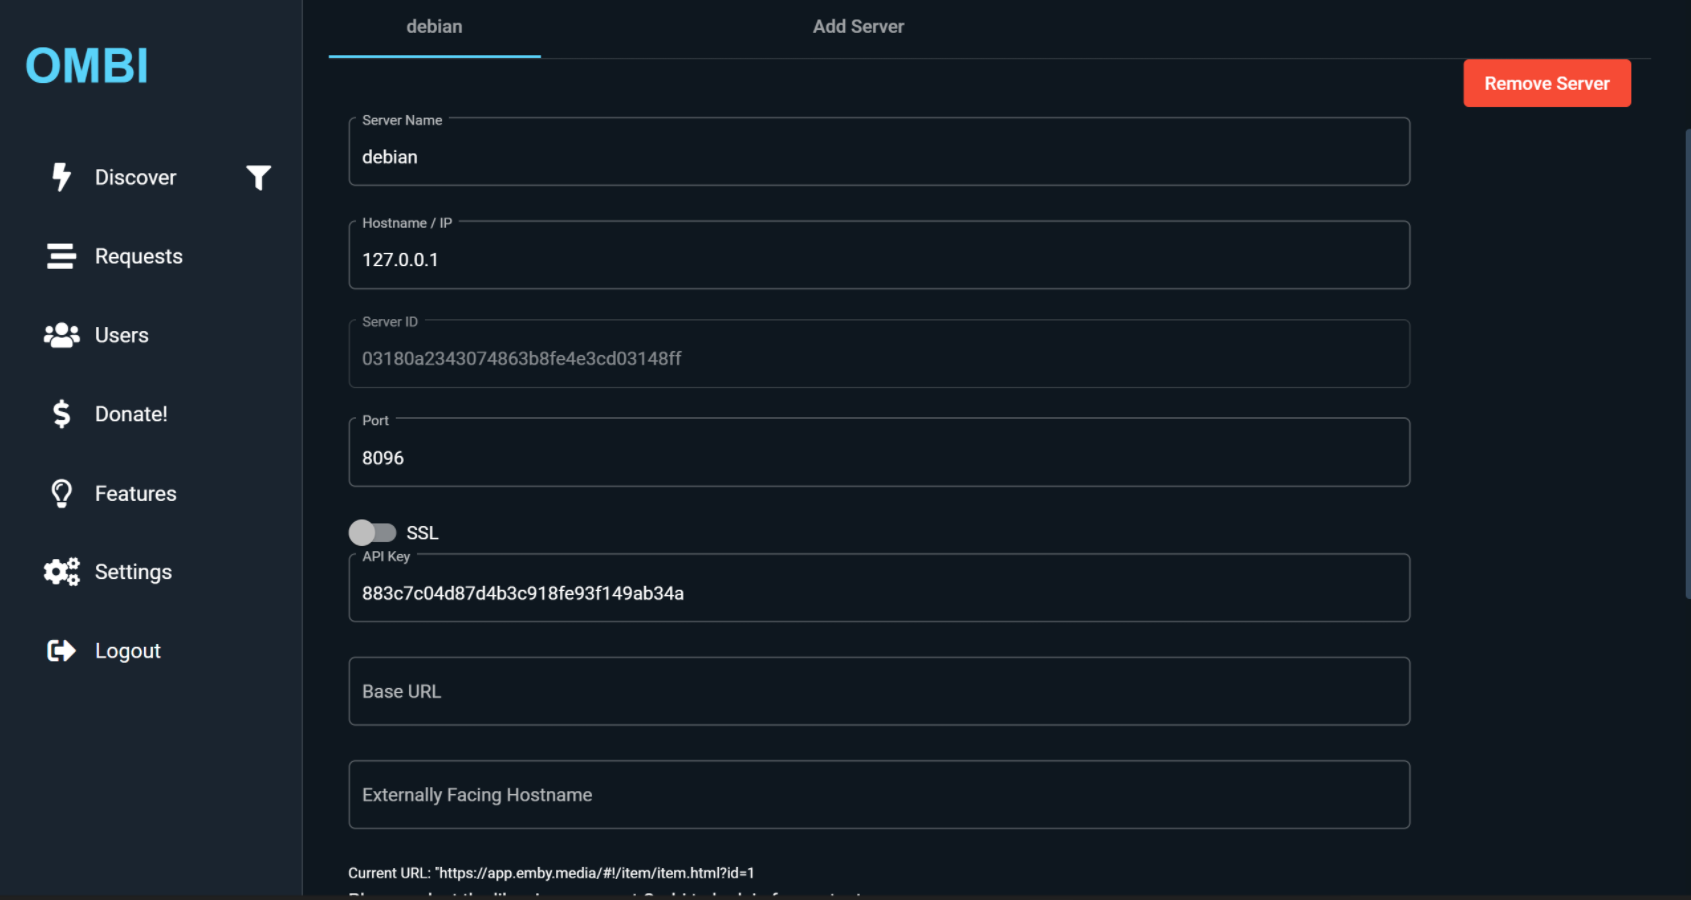 OMBI
Discover
Requests
Users
Donate!
Features
Settings
Logout
debian
Add Server
Remove Server
Server Name
debian
Hostname / IP
127.0.0.1
Server ID
03180a2343074863b8fe4e3cd03148ff
Port
8096
SSL
API Key
883c7c04d87d4b3c918fe93f149ab34a
Base URL
Externally Facing Hostname
Current URL: "https://app.emby.media/#!/item/item.html?id=1